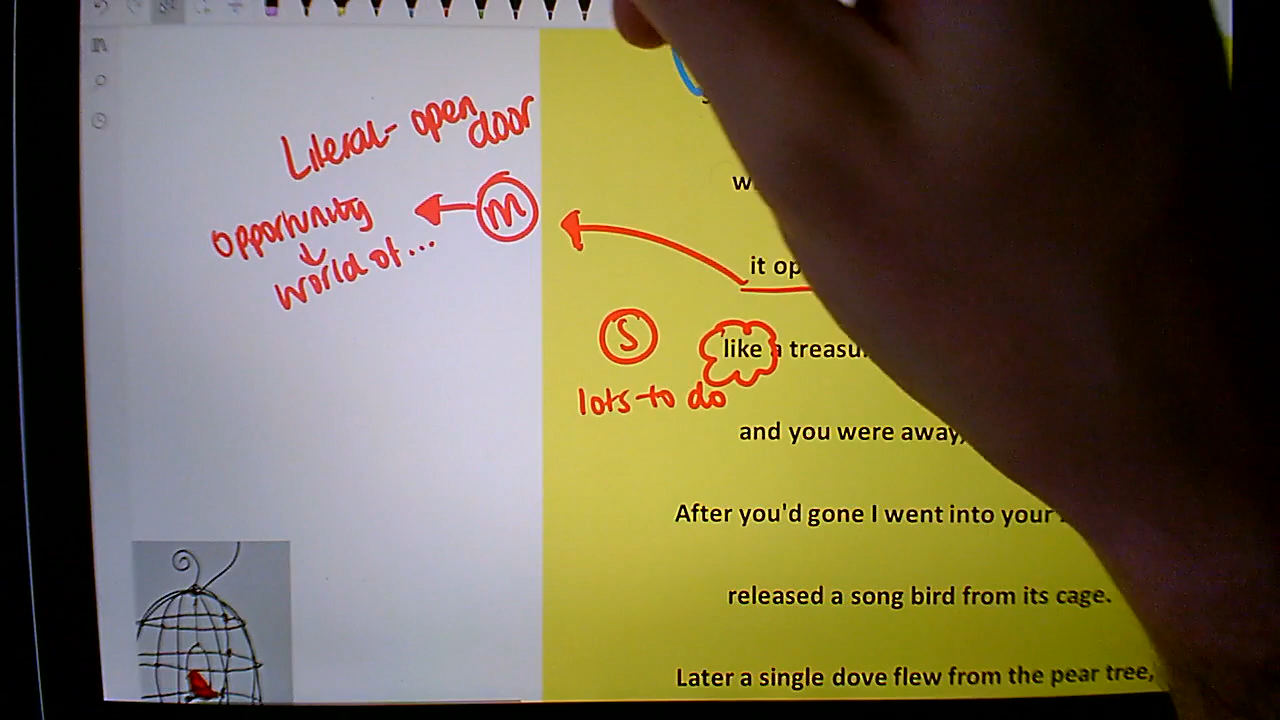 Literal - open door
opportunity
world of...
m
w
it op
S
like a treasu
lots to do
and you were away,
After you'd gone I went into your
released a song bird from its cage.
Later a single dove flew from the pear tree,